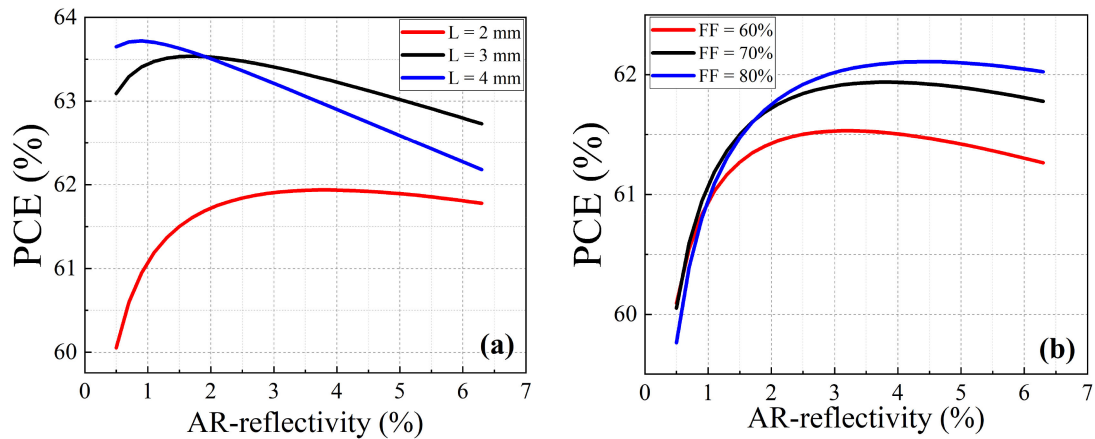 64
63
62
61
60
PCE (%)
L = 2 mm
L = 3 mm
L = 4 mm
(a)
0 1 2 3 4 5 6 7
AR-reflectivity (%)
62
61
60
PCE (%)
FF = 60%
FF = 70%
FF = 80%
(b)
0 1 2 3 4 5 6 7
AR-reflectivity (%)